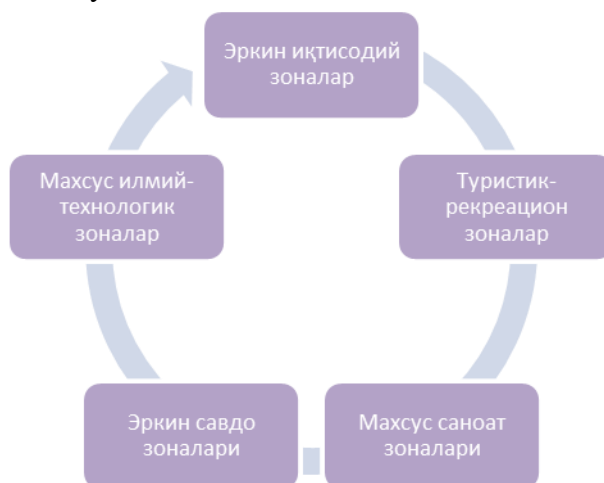 Эркин иқтисодий
зоналар
Туристик-
рекреацион
зоналар
Махсус саноат
зоналари
Эркин савдо
зоналари
Махсус илмий-
технологик
зоналар